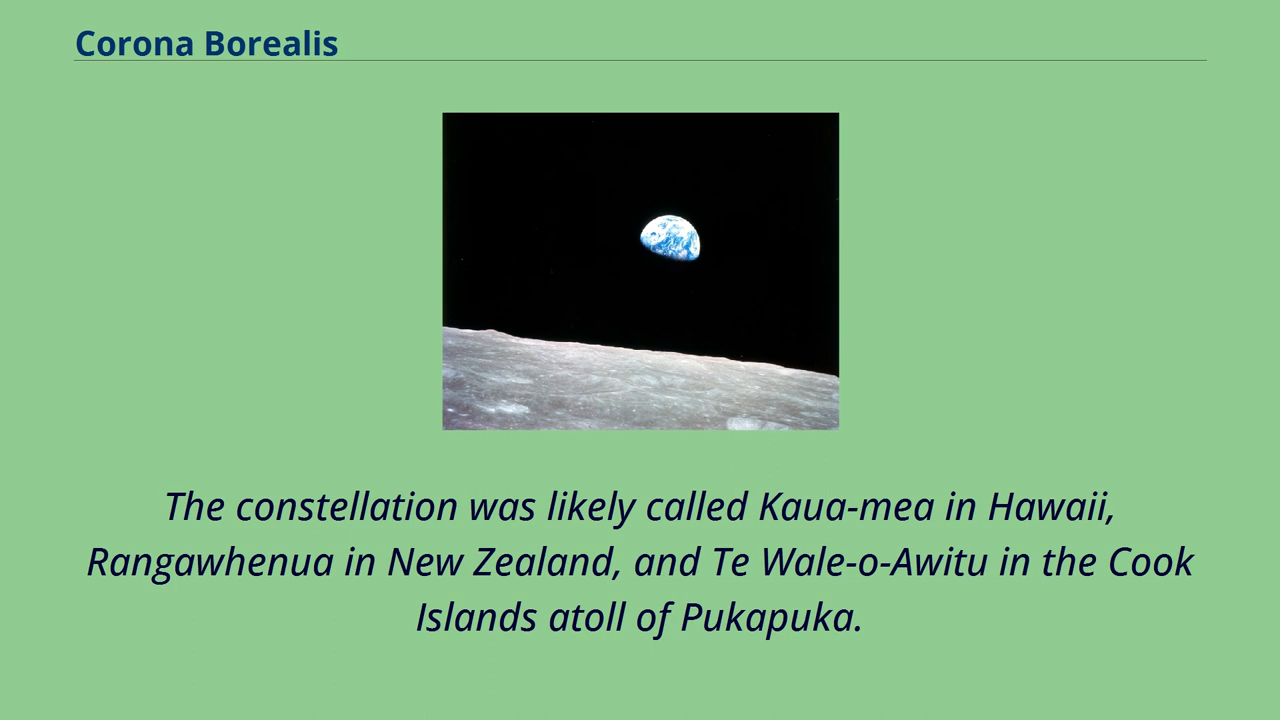 Corona Borealis
The constellation was likely called Kaua-mea in Hawaii,
Rangawhenua in New Zealand, and Te Wale-o-Awitu in the Cook
Islands atoll of Pukapuka.